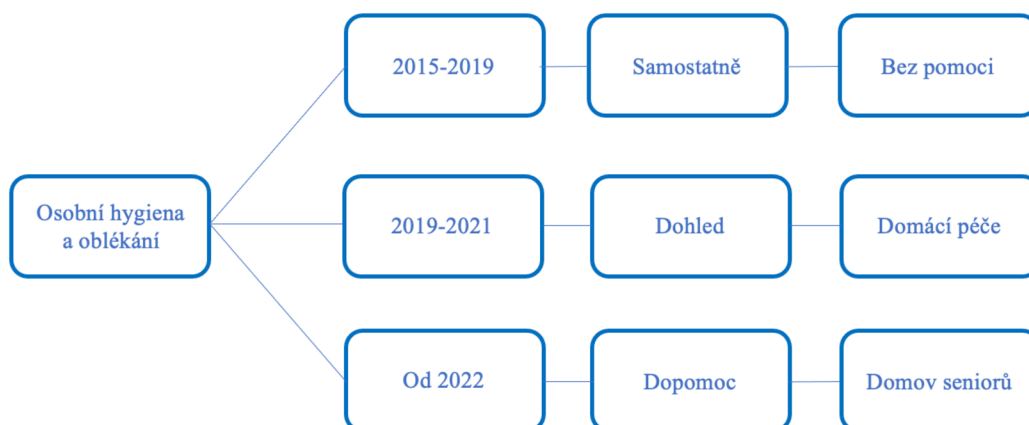 Osobní hygiena
a oblékání
2015-2019
Samostatně
Bez pomoci
2019-2021
Dohled
Domácí péče
Od 2022
Dopomoc
Domov seniorů